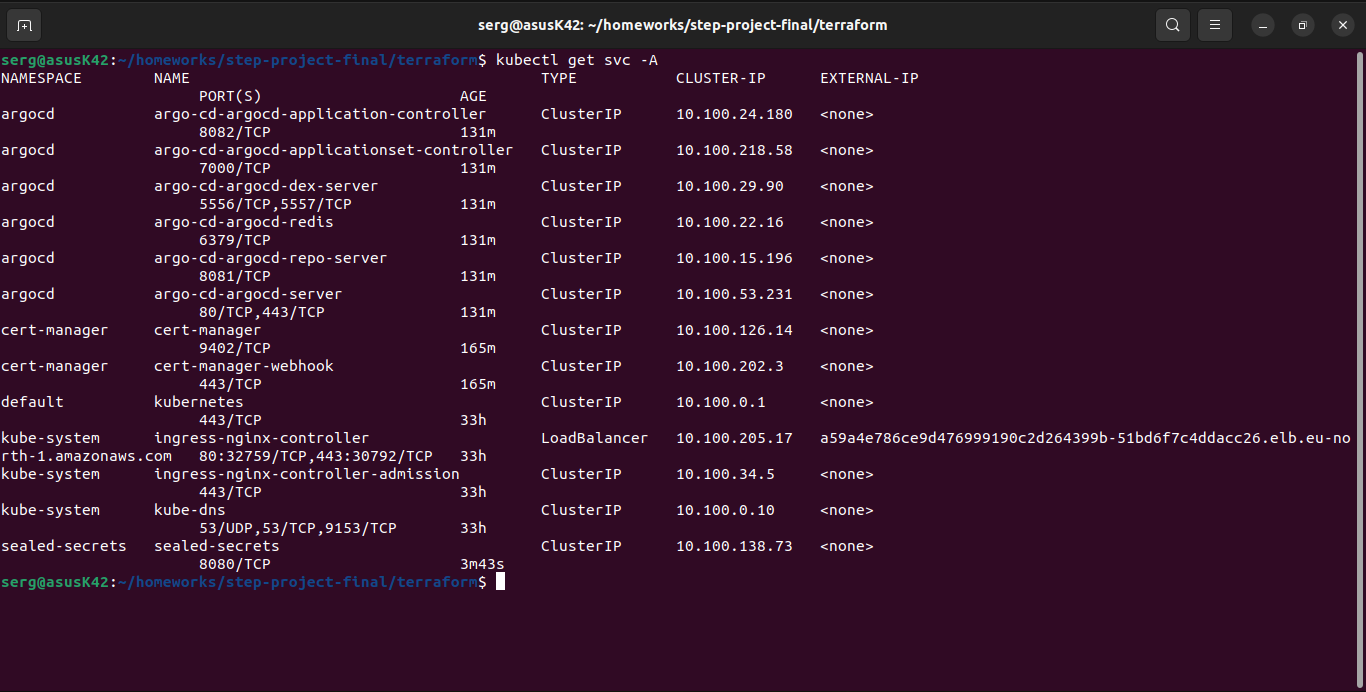 serg@asusK42: ~/homeworks/step-project-final/terraform
serg@asusK42:~/homeworks/step-project-final/terraform$ kubectl get svc -A
NAMESPACE        NAME                                       TYPE           CLUSTER-IP      EXTERNAL-IP
                      PORT(S)                      AGE
argocd           argo-cd-argocd-application-controller      ClusterIP      10.100.24.180   <none>
                      8082/TCP                     131m
argocd           argo-cd-argocd-applicationset-controller   ClusterIP      10.100.218.58   <none>
                      7000/TCP                     131m
argocd           argo-cd-argocd-dex-server                  ClusterIP      10.100.29.90    <none>
                      5556/TCP,5557/TCP            131m
argocd           argo-cd-argocd-redis                       ClusterIP      10.100.22.16    <none>
                      6379/TCP                     131m
argocd           argo-cd-argocd-repo-server                 ClusterIP      10.100.15.196   <none>
                      8081/TCP                     131m
argocd           argo-cd-argocd-server                      ClusterIP      10.100.53.231   <none>
                      80/TCP,443/TCP               131m
cert-manager     cert-manager                               ClusterIP      10.100.126.14   <none>
                      9402/TCP                     165m
cert-manager     cert-manager-webhook                       ClusterIP      10.100.202.3    <none>
                      443/TCP                      165m
default          kubernetes                                 ClusterIP      10.100.0.1      <none>
                      443/TCP                      33h
kube-system      ingress-nginx-controller                   LoadBalancer   10.100.205.17   a59a4e786ce9d476999190c2d264399b-51bd6f7c4ddacc26.elb.eu-no
rth-1.amazonaws.com   80:32759/TCP,443:30792/TCP   33h
kube-system      ingress-nginx-controller-admission         ClusterIP      10.100.34.5     <none>
                      443/TCP                      33h
kube-system      kube-dns                                   ClusterIP      10.100.0.10     <none>
                      53/UDP,53/TCP,9153/TCP       33h
sealed-secrets   sealed-secrets                             ClusterIP      10.100.138.73   <none>
                      8080/TCP                     3m43s
serg@asusK42:~/homeworks/step-project-final/terraform$